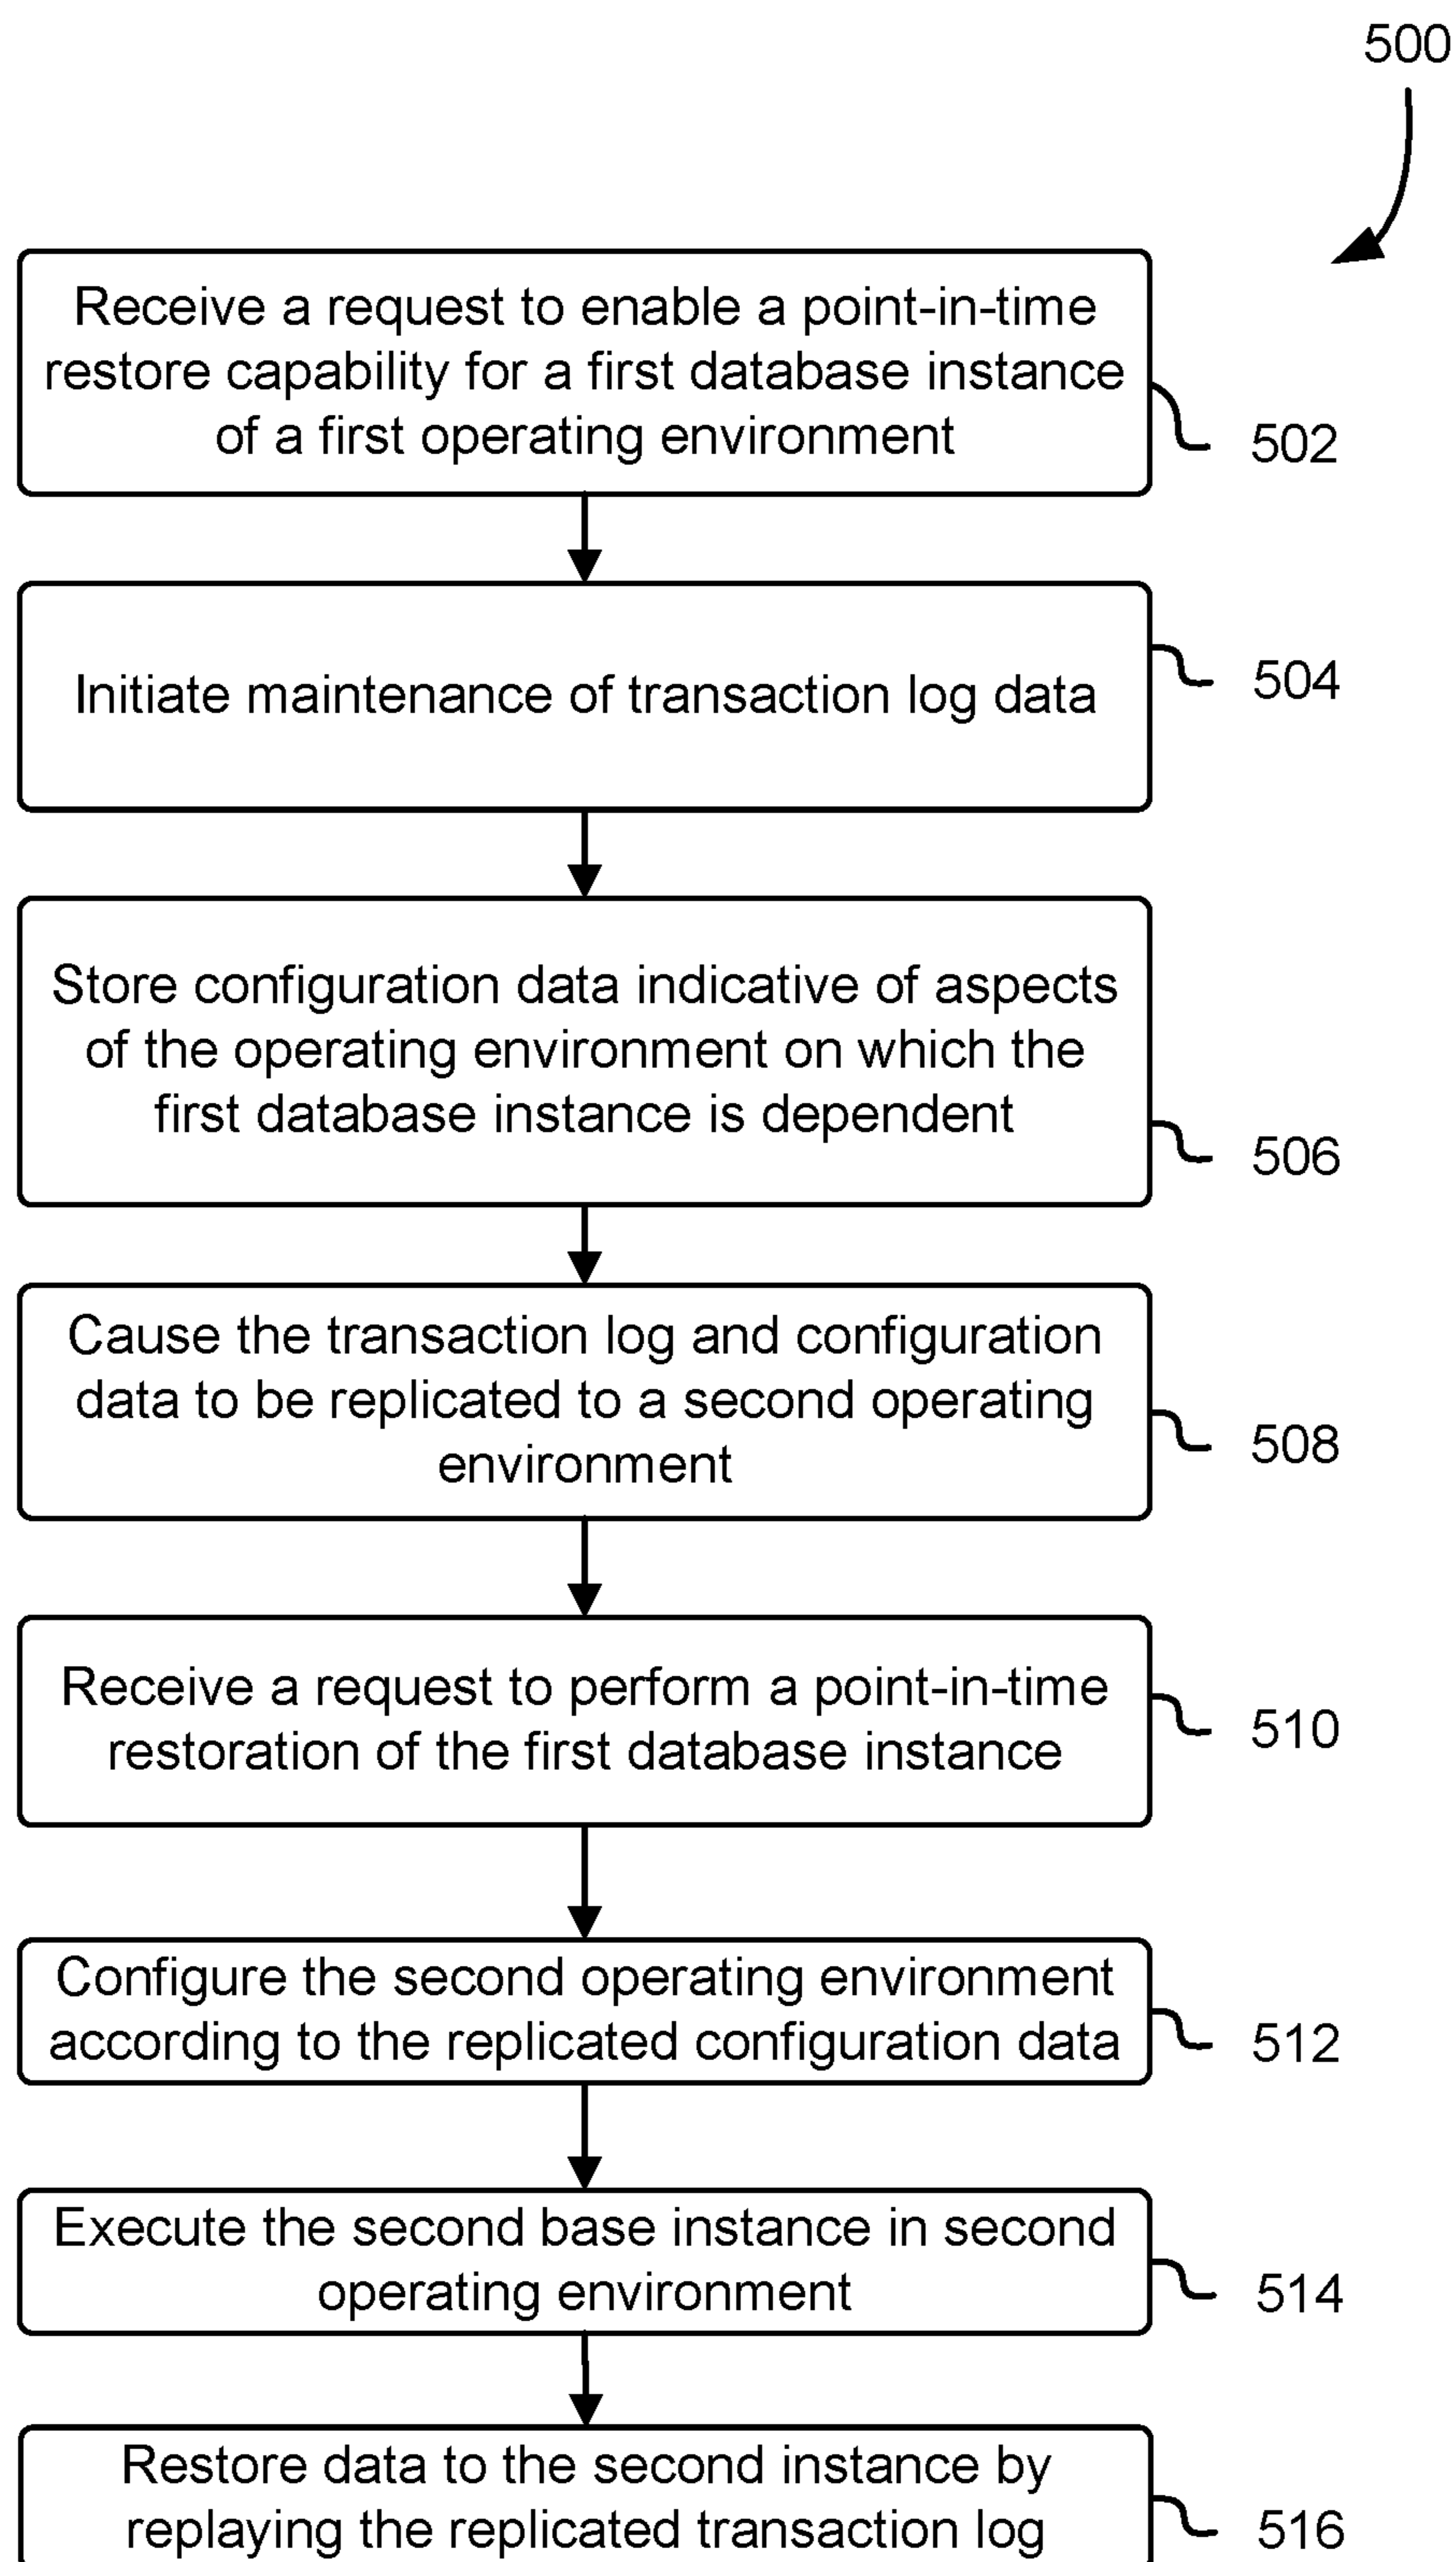 500
Receive a request to enable a point-in-time
restore capability for a first database instance
of a first operating environment
502
Initiate maintenance of transaction log data
504
Store configuration data indicative of aspects
of the operating environment on which the
first database instance is dependent
506
Cause the transaction log and configuration
data to be replicated to a second operating
environment
508
Receive a request to perform a point-in-time
restoration of the first database instance
510
Configure the second operating environment
according to the replicated configuration data
512
Execute the second base instance in second
operating environment
514
Restore data to the second instance by
replaying the replicated transaction log
516